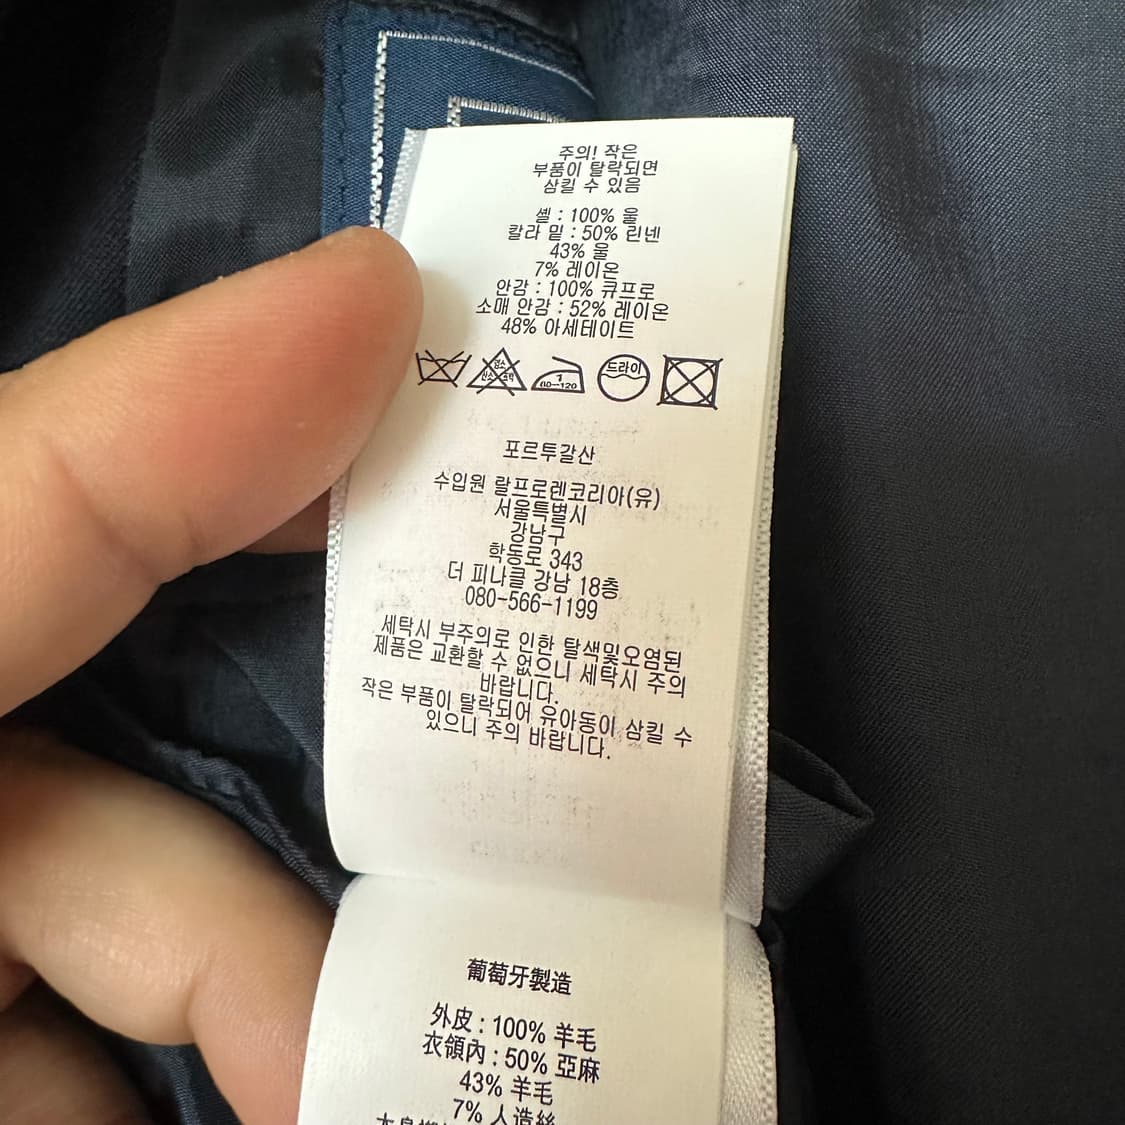 주의! 작은
부품이 탈락되면
삼킬 수 있음
셸 : 100% 울
칼라 밑 : 50% 린넨
43% 울
7% 레이온
안감 : 100% 큐프로
소매 안감 : 52% 레이온
48% 아세테이트
드라이
포르투갈산
수입원 랄프로렌코리아(유)
서울특별시
강남구
학동로 343
더 피나클 강남 18층
080-566-1199
세탁시 부주의로 인한 탈색및오염된
제품은 교환할 수 없으니 세탁시 주의
바랍니다.
작은 부품이 탈락되어 유아동이 삼킬 수
있으니 주의 바랍니다.
葡萄牙製造
外皮 : 100% 羊毛
衣領內 : 50% 亞麻
43% 羊毛
7% 人造絲